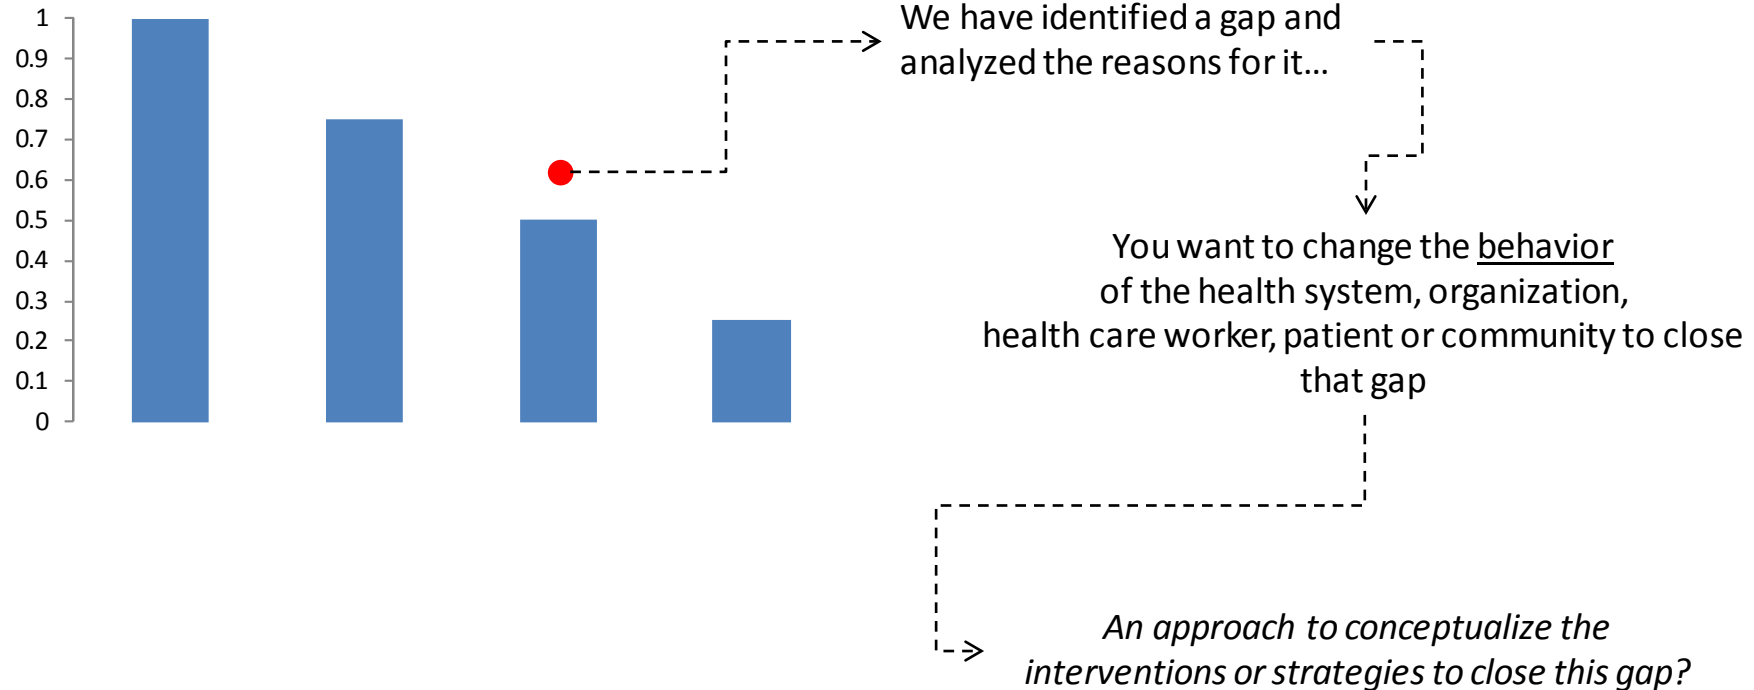 1
0.9
0.8
0.7
0.6
0.5
0.4
0.3
0.2
0.1
0
We have identified a gap and
analyzed the reasons for it...
You want to change the behavior
of the health system, organization,
health care worker, patient or community to close
that gap
An approach to conceptualize the
interventions or strategies to close this gap?